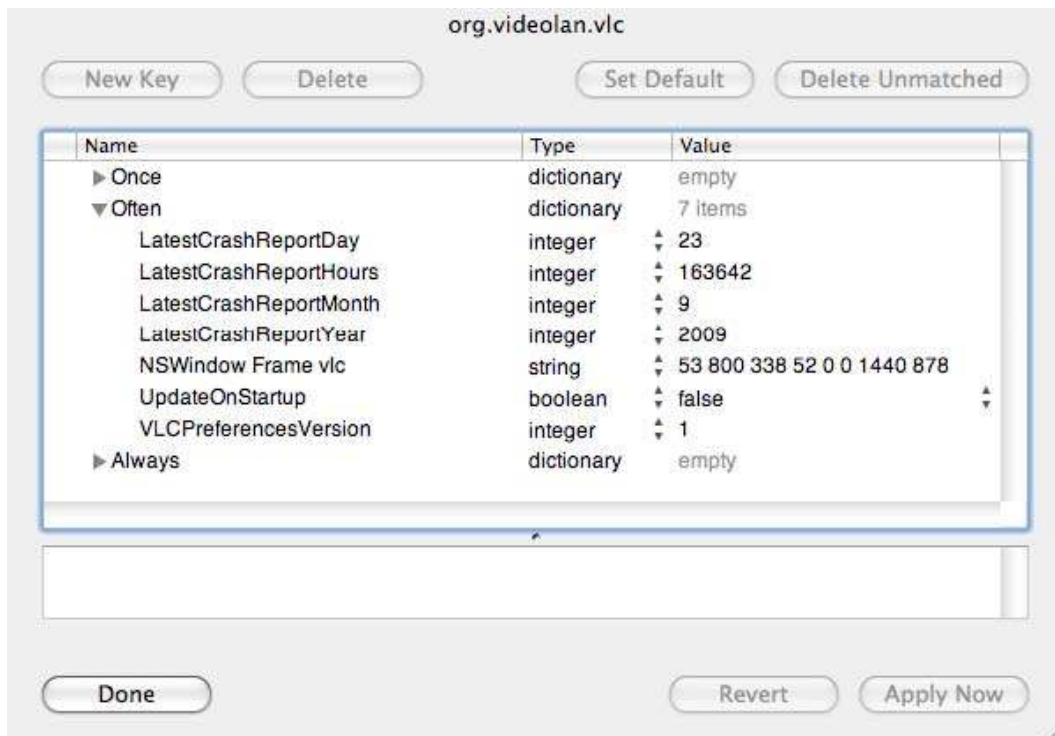 org.videolan.vlc
New Key Delete Set Default Delete Unmatched
Name Type Value
Once dictionary empty
Often dictionary 7 items
LatestCrashReportDay integer 23
LatestCrashReportHours integer 163642
LatestCrashReportMonth integer 9
LatestCrashReportYear integer 2009
NSWindow Frame vlc string 53 800 338 52 0 0 1440 878
UpdateOnStartup boolean false
VLCPreferencesVersion integer 1
Always dictionary empty
Done Revert Apply Now